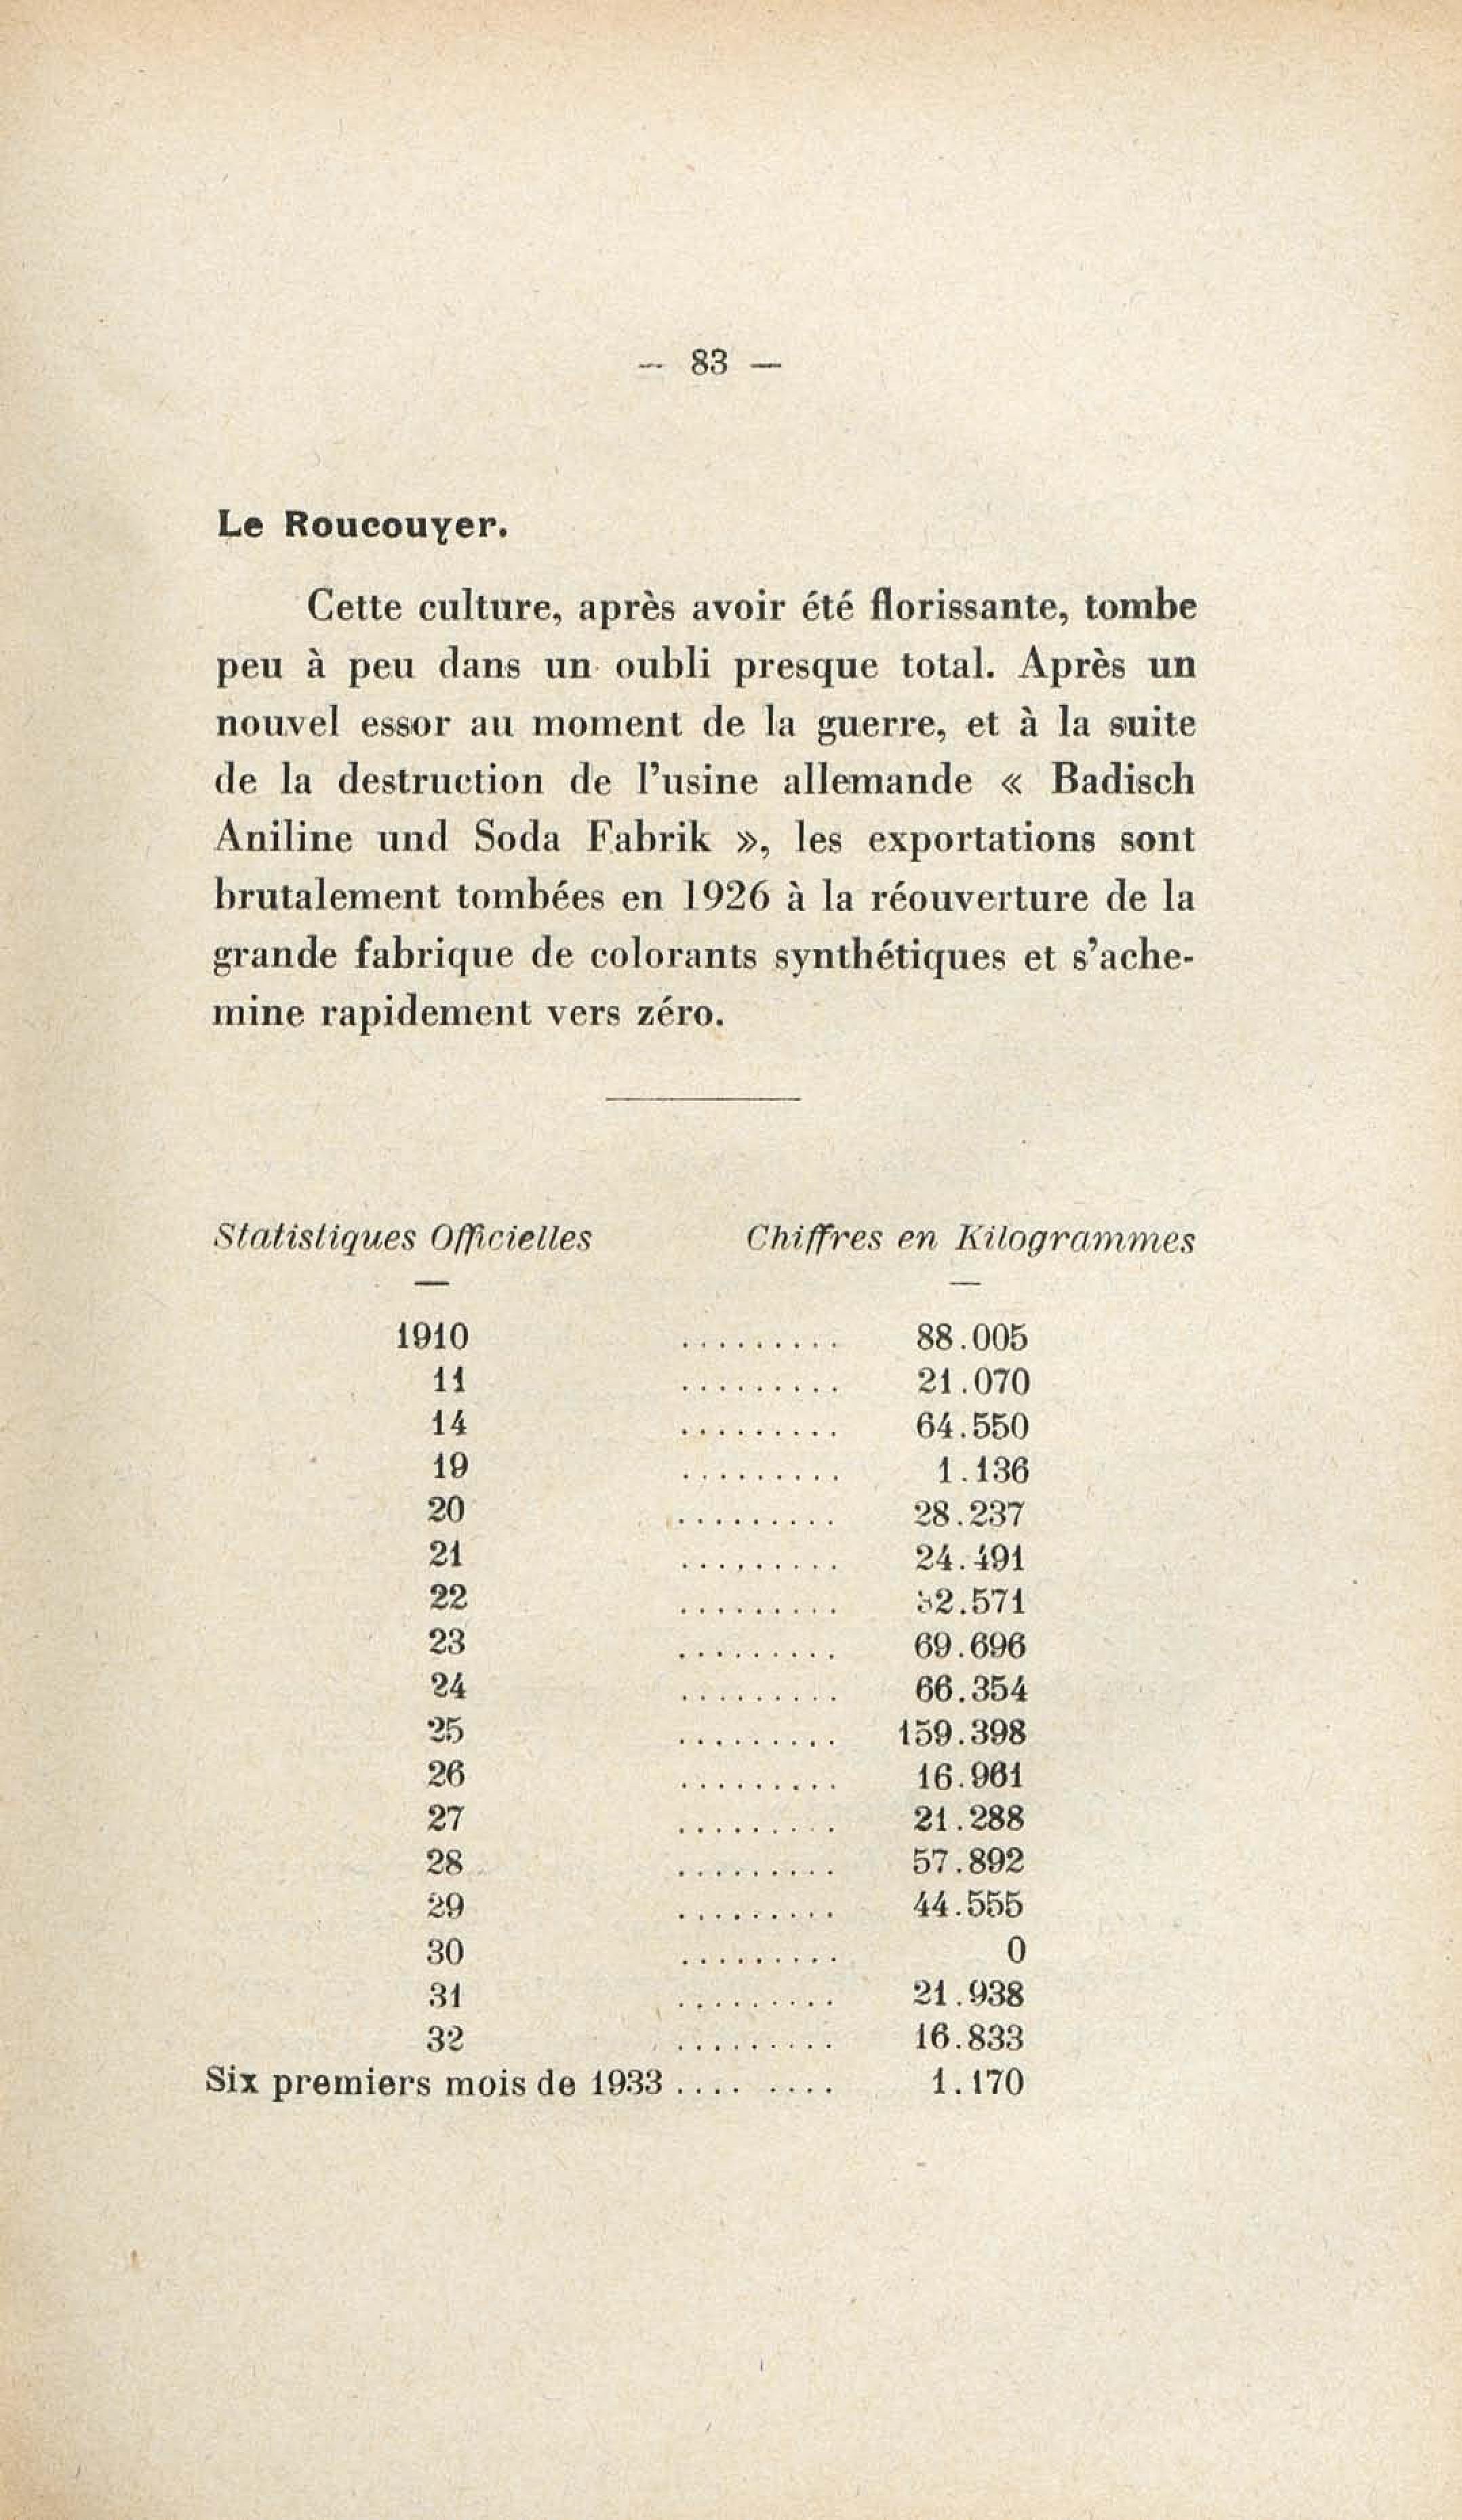 — 83 —
Le Roucouyer.
Cette culture, après avoir été florissante, tombe
peu à peu dans un oubli presque total. Après un
nouvel essor au moment de la guerre, et à la suite
de la destruction de l'usine allemande « Badisch
Aniline und Soda Fabrik », les exportations sont
brutalement tombées en 1926 à la réouverture de la
grande fabrique de colorants synthétiques et s'ache-
mine rapidement vers zéro.
Statistiques Officielles Chiffres en Kilogrammes
1910 ......... 88.005
11 ......... 21.070
14 ......... 64.550
19 ......... 1.136
20 ......... 28.237
21 ......... 24.491
22 ......... 32.571
23 ......... 69.696
24 ......... 66.354
25 ......... 159.398
26 ......... 16.961
27 ......... 21.288
28 ......... 57.892
29 ......... 44.555
30 ......... 0
31 ......... 21.938
32 ......... 16.833
Six premiers mois de 1933 .... .... 1.170